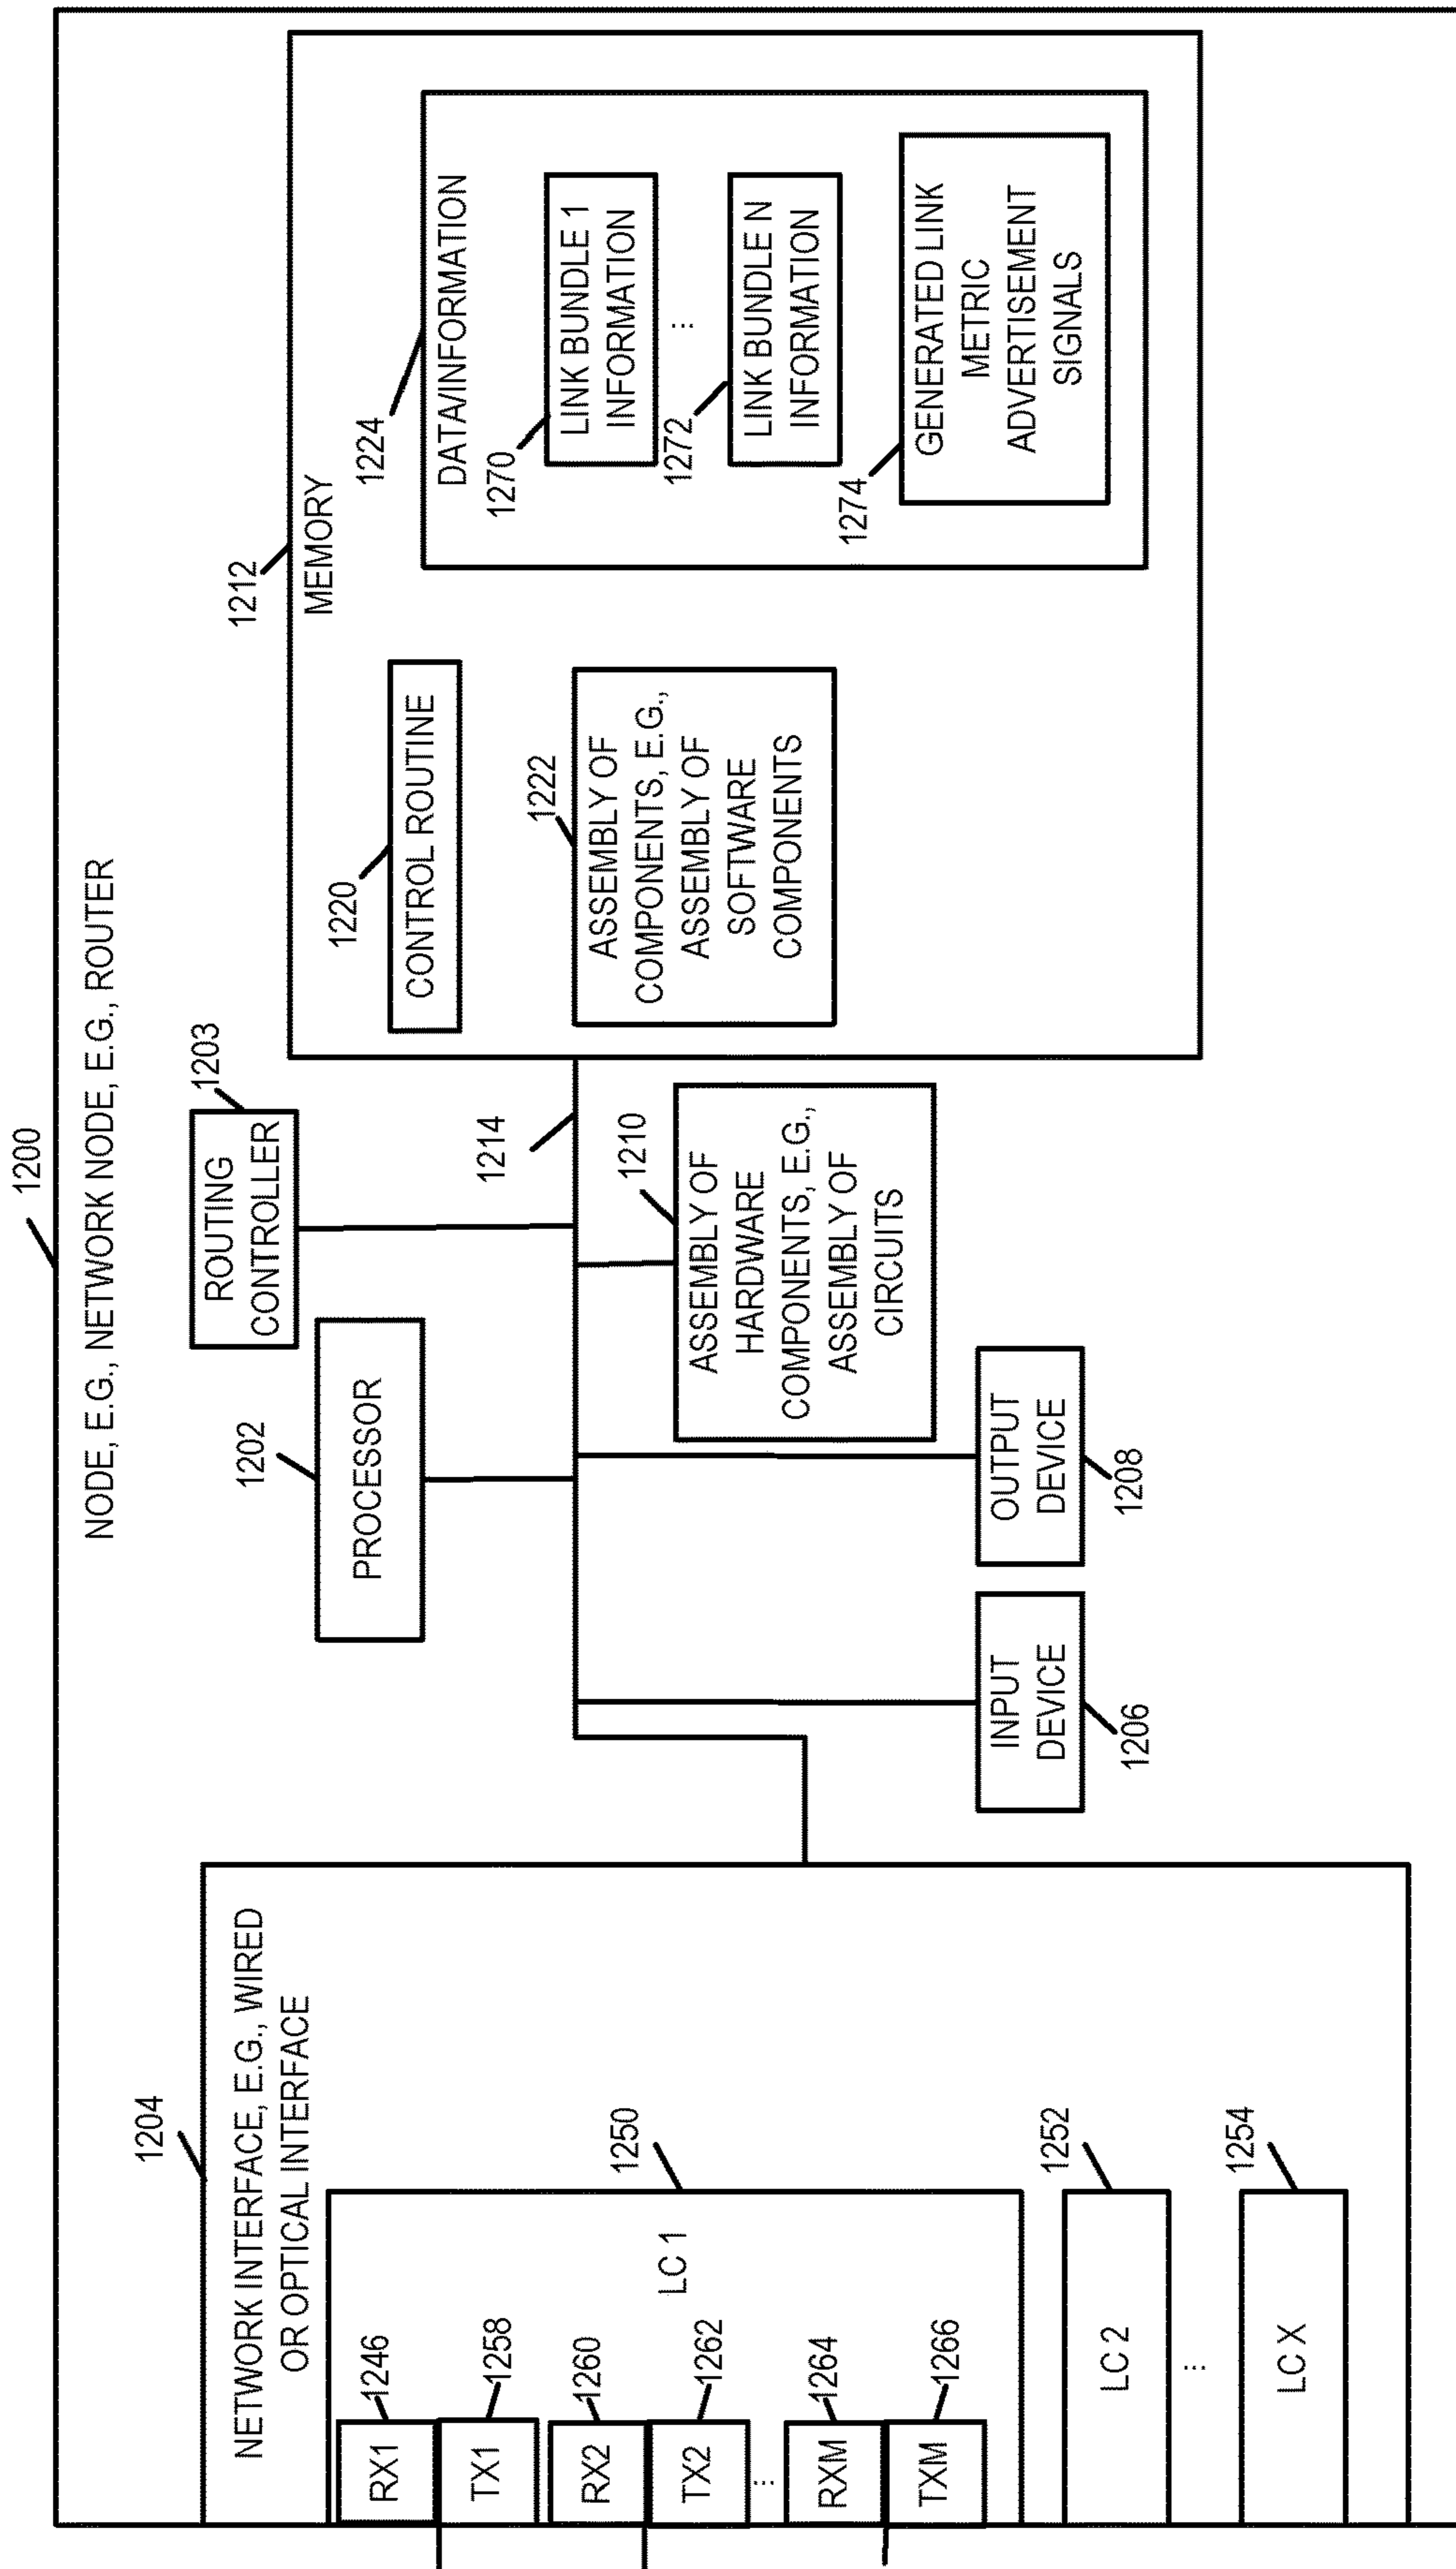 1200
NODE, E.G., NETWORK NODE, E.G., ROUTER
1204
NETWORK INTERFACE, E.G., WIRED
OR OPTICAL INTERFACE
RX1
1246
TX1
1258
RX2
1260
TX2
1262
...
RXM
1264
TXM
1266
LC 1
1250
LC 2
1252
...
LC X
1254
1202
PROCESSOR
1203
ROUTING
CONTROLLER
1214
1210
ASSEMBLY OF
HARDWARE
COMPONENTS, E.G.,
ASSEMBLY OF
CIRCUITS
INPUT
DEVICE
1206
OUTPUT
DEVICE
1208
1212
MEMORY
1220
CONTROL ROUTINE
1222
ASSEMBLY OF
COMPONENTS, E.G.,
ASSEMBLY OF
SOFTWARE
COMPONENTS
1224
DATA/INFORMATION
1270
LINK BUNDLE 1
INFORMATION
...
1272
LINK BUNDLE N
INFORMATION
1274
GENERATED LINK
METRIC
ADVERTISEMENT
SIGNALS